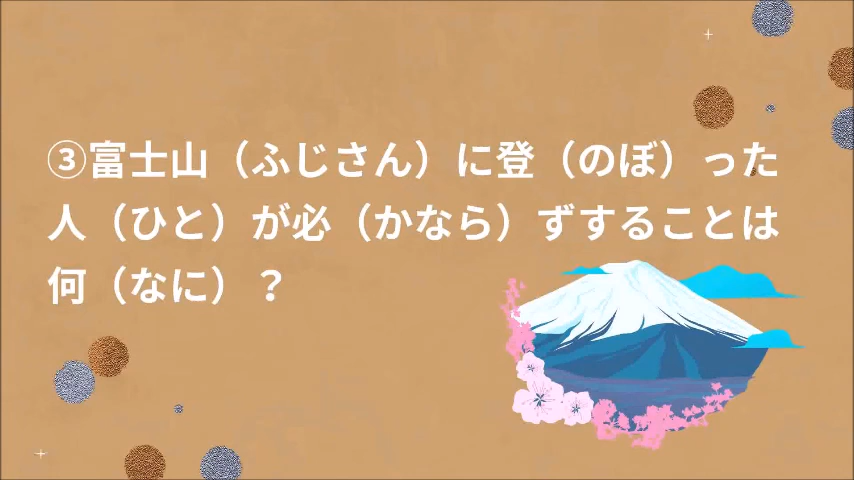 ③富士山（ふじさん）に登（のぼ）った
人（ひと）が必（かなら）ずすることは
何（なに）？